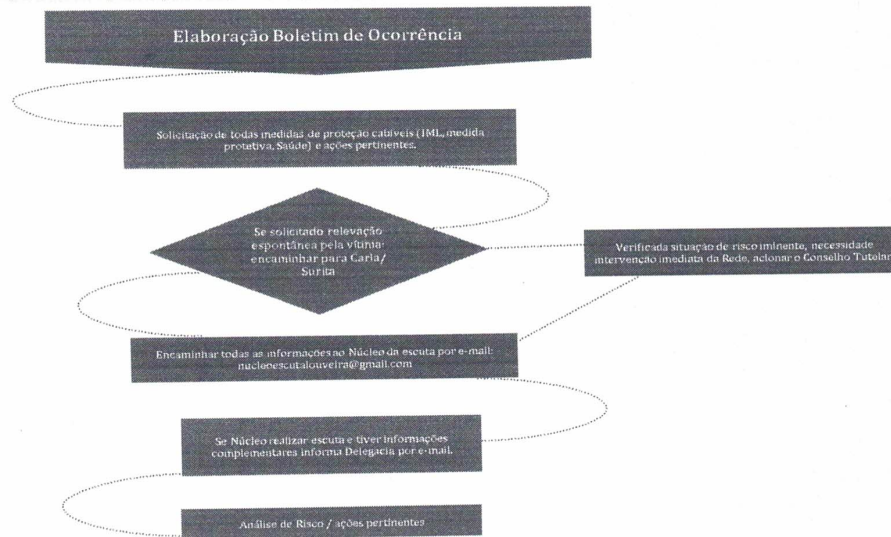 Elaboração Boletim de Ocorrência
Solicitação de todas medidas de proteção cabíveis (IML, medida
protetiva, Saúde) e ações pertinentes.
Se solicitado relevação
espontânea pela vítima
encaminhar para Carla/
Surita
Verificada situação de risco iminente, necessidade
intervenção imediata da Rede, acionar o Conselho Tutelar
Encaminhar todas as informações ao Núcleo da escuta por e-mail:
nucleoescutalouveira@gmail.com
Se Núcleo realizar escuta e tiver informações
complementares informa Delegacia por e-mail.
Análise de Risco / ações pertinentes